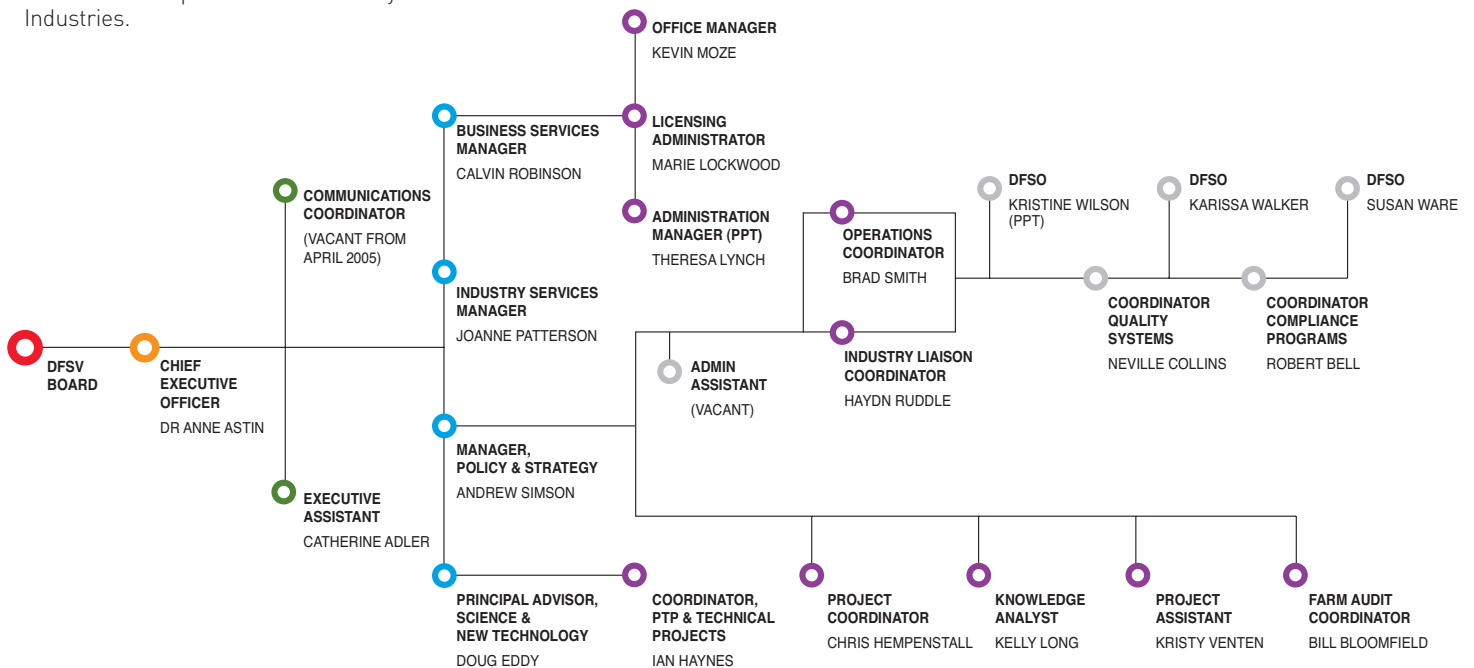 Industries.
OFFICE MANAGER
KEVIN MOZE
BUSINESS SERVICES
MANAGER
CALVIN ROBINSON
LICENSING
ADMINISTRATOR
MARIE LOCKWOOD
COMMUNICATIONS
COORDINATOR
(VACANT FROM
APRIL 2005)
ADMINISTRATION
MANAGER (PPT)
THERESA LYNCH
OPERATIONS
COORDINATOR
BRAD SMITH
DFSO
KRISTINE WILSON
(PPT)
DFSO
KARISSA WALKER
DFSO
SUSAN WARE
INDUSTRY SERVICES
MANAGER
JOANNE PATTERSON
COORDINATOR
QUALITY
SYSTEMS
NEVILLE COLLINS
COORDINATOR
COMPLIANCE
PROGRAMS
ROBERT BELL
DFSV
BOARD
CHIEF
EXECUTIVE
OFFICER
DR ANNE ASTIN
ADMIN
ASSISTANT
(VACANT)
INDUSTRY LIAISON
COORDINATOR
HAYDN RUDDLE
MANAGER,
POLICY & STRATEGY
ANDREW SIMSON
EXECUTIVE
ASSISTANT
CATHERINE ADLER
PRINCIPAL ADVISOR,
SCIENCE &
NEW TECHNOLOGY
DOUG EDDY
COORDINATOR,
PTP & TECHNICAL
PROJECTS
IAN HAYNES
PROJECT
COORDINATOR
CHRIS HEMPENSTALL
KNOWLEDGE
ANALYST
KELLY LONG
PROJECT
ASSISTANT
KRISTY VENTEN
FARM AUDIT
COORDINATOR
BILL BLOOMFIELD